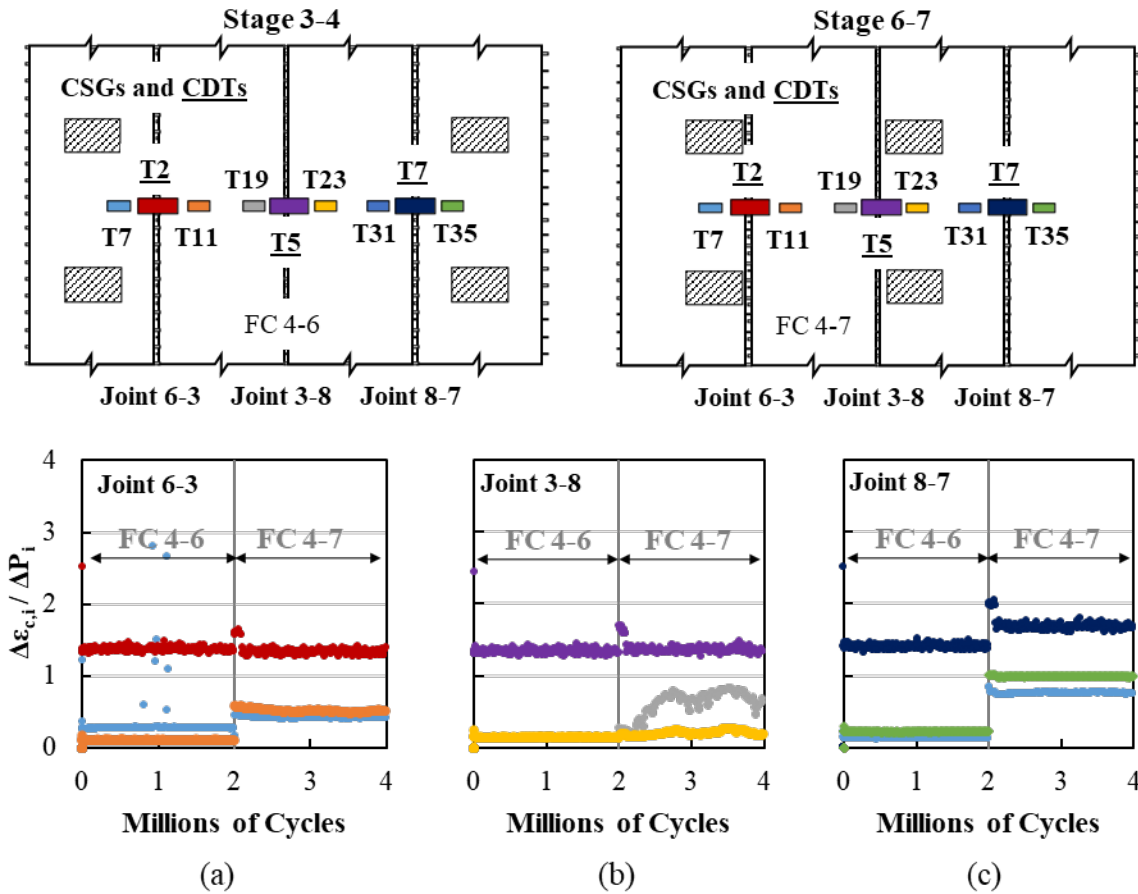 Stage 3-4
CSGs and CDTs
T2
T19
T23
T7
T7
T11
T5
T31
T35
FC 4-6
Joint 6-3
Joint 3-8
Joint 8-7
Stage 6-7
CSGs and CDTs
T2
T19
T23
T7
T7
T11
T5
T31
T35
FC 4-7
Joint 6-3
Joint 3-8
Joint 8-7
Δε_c,i / ΔP_i
4
3
2
1
0
Joint 6-3
FC 4-6
FC 4-7
0
1
2
3
4
Millions of Cycles
(a)
Joint 3-8
FC 4-6
FC 4-7
0
1
2
3
4
Millions of Cycles
(b)
Joint 8-7
FC 4-6
FC 4-7
0
1
2
3
4
Millions of Cycles
(c)